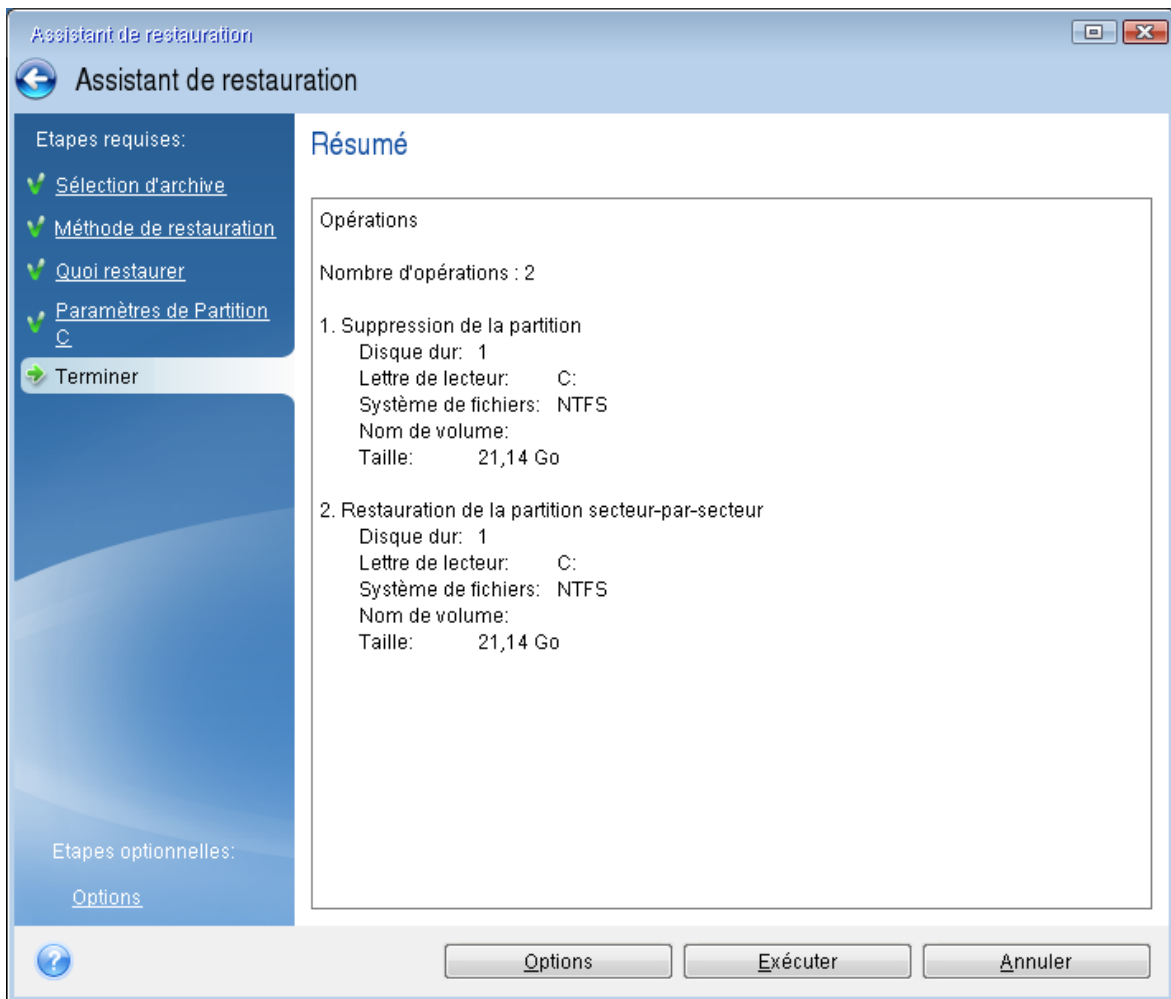 Assistant de restauration
Assistant de restauration
Etapes requises:
Sélection d'archive
Méthode de restauration
Quoi restaurer
Paramètres de Partition
C
Terminer
Etapes optionnelles:
Options
Résumé
Opérations
Nombre d'opérations : 2
1. Suppression de la partition
Disque dur: 1
Lettre de lecteur: C:
Système de fichiers: NTFS
Nom de volume:
Taille: 21,14 Go
2. Restauration de la partition secteur-par-secteur
Disque dur: 1
Lettre de lecteur: C:
Système de fichiers: NTFS
Nom de volume:
Taille: 21,14 Go
?
Options
Exécuter
Annuler